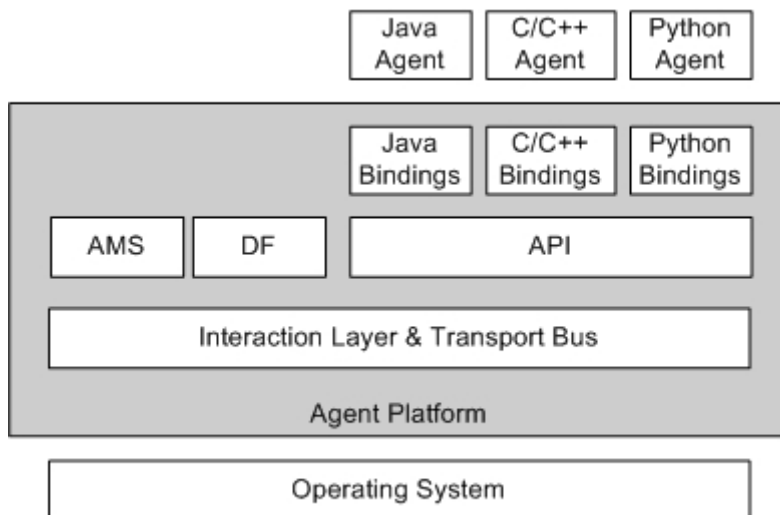 Java
Agent
C/C++
Agent
Python
Agent
Java
Bindings
C/C++
Bindings
Python
Bindings
AMS
DF
API
Interaction Layer & Transport Bus
Agent Platform
Operating System